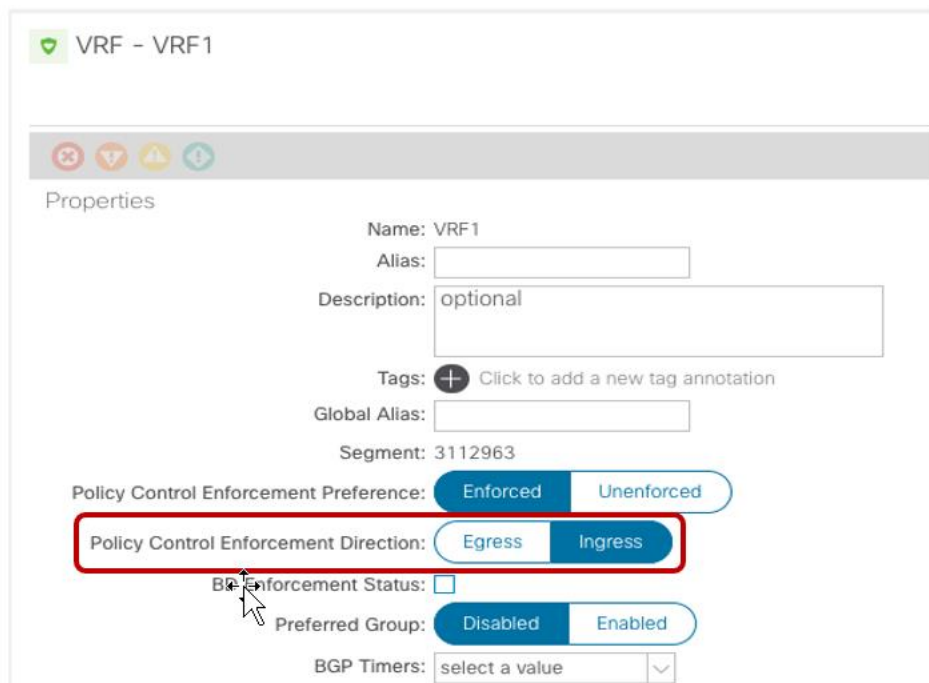 VRF - VRF1
Properties
Name: VRF1
Alias:
Description: optional
Tags: Click to add a new tag annotation
Global Alias:
Segment: 3112963
Policy Control Enforcement Preference: Enforced Unenforced
Policy Control Enforcement Direction: Egress Ingress
BD Enforcement Status:
Preferred Group: Disabled Enabled
BGP Timers: select a value